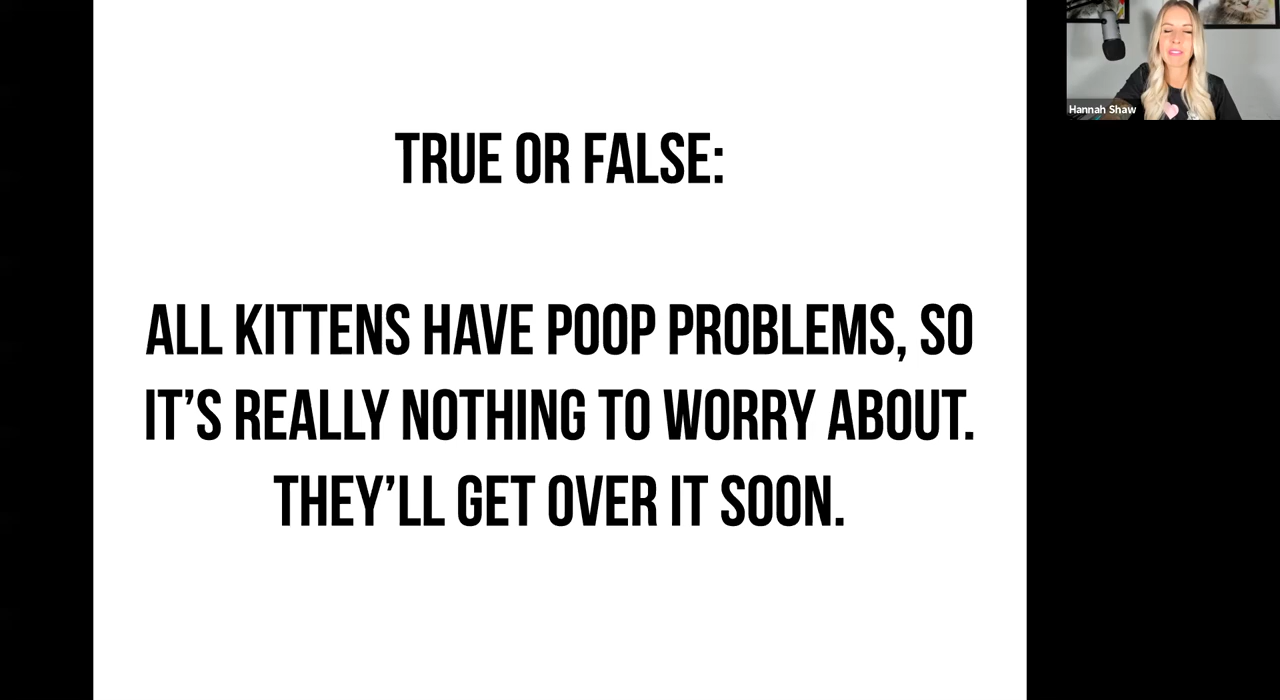 TRUE OR FALSE:
ALL KITTENS HAVE POOP PROBLEMS, SO
IT’S REALLY NOTHING TO WORRY ABOUT.
THEY’LL GET OVER IT SOON.
Hannah Shaw